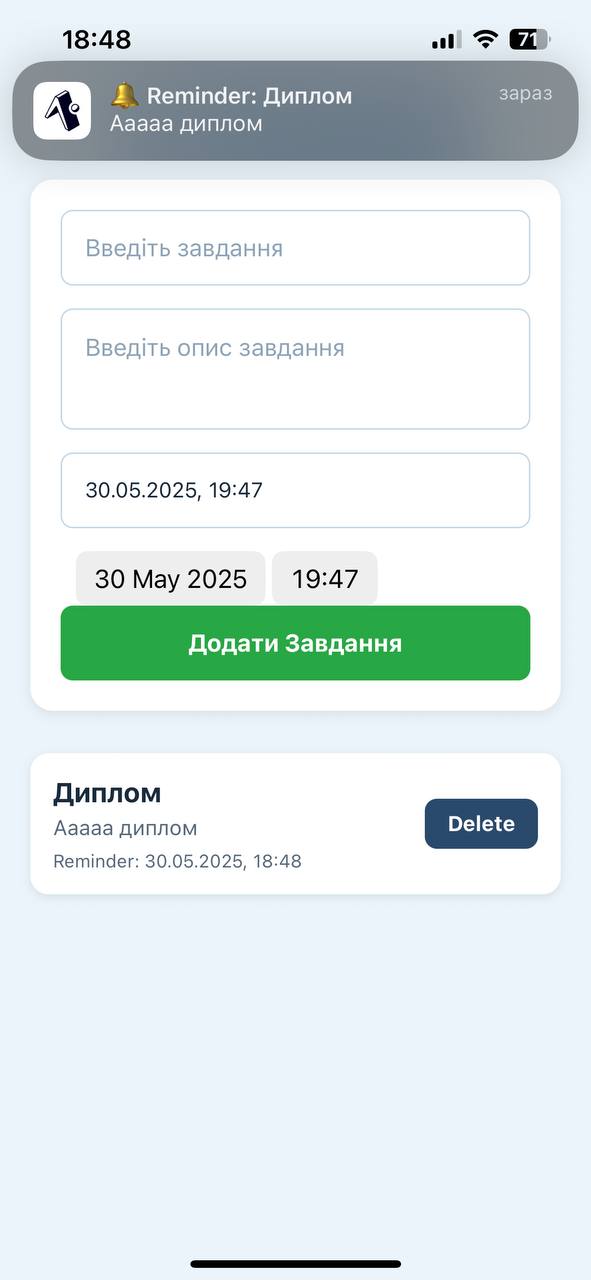 18:48
71
🔔 Reminder: Диплом
зараз
Ааааа диплом
Введіть завдання
Введіть опис завдання
30.05.2025, 19:47
30 May 2025
19:47
Додати Завдання
Диплом
Ааааа диплом
Reminder: 30.05.2025, 18:48
Delete